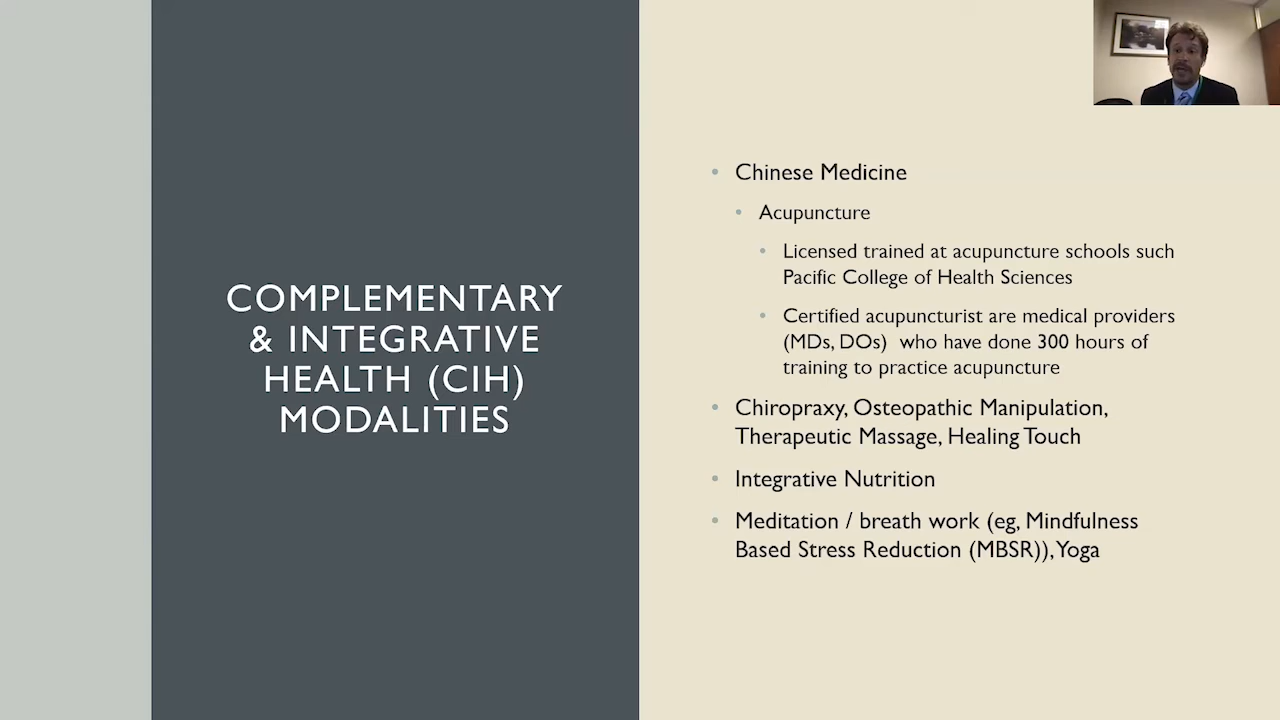 COMPLEMENTARY
& INTEGRATIVE
HEALTH (CIH)
MODALITIES
• Chinese Medicine
• Acupuncture
• Licensed trained at acupuncture schools such
Pacific College of Health Sciences
• Certified acupuncturist are medical providers
(MDs, DOs) who have done 300 hours of
training to practice acupuncture
• Chiropraxy, Osteopathic Manipulation,
Therapeutic Massage, Healing Touch
• Integrative Nutrition
• Meditation / breath work (eg, Mindfulness
Based Stress Reduction (MBSR)), Yoga